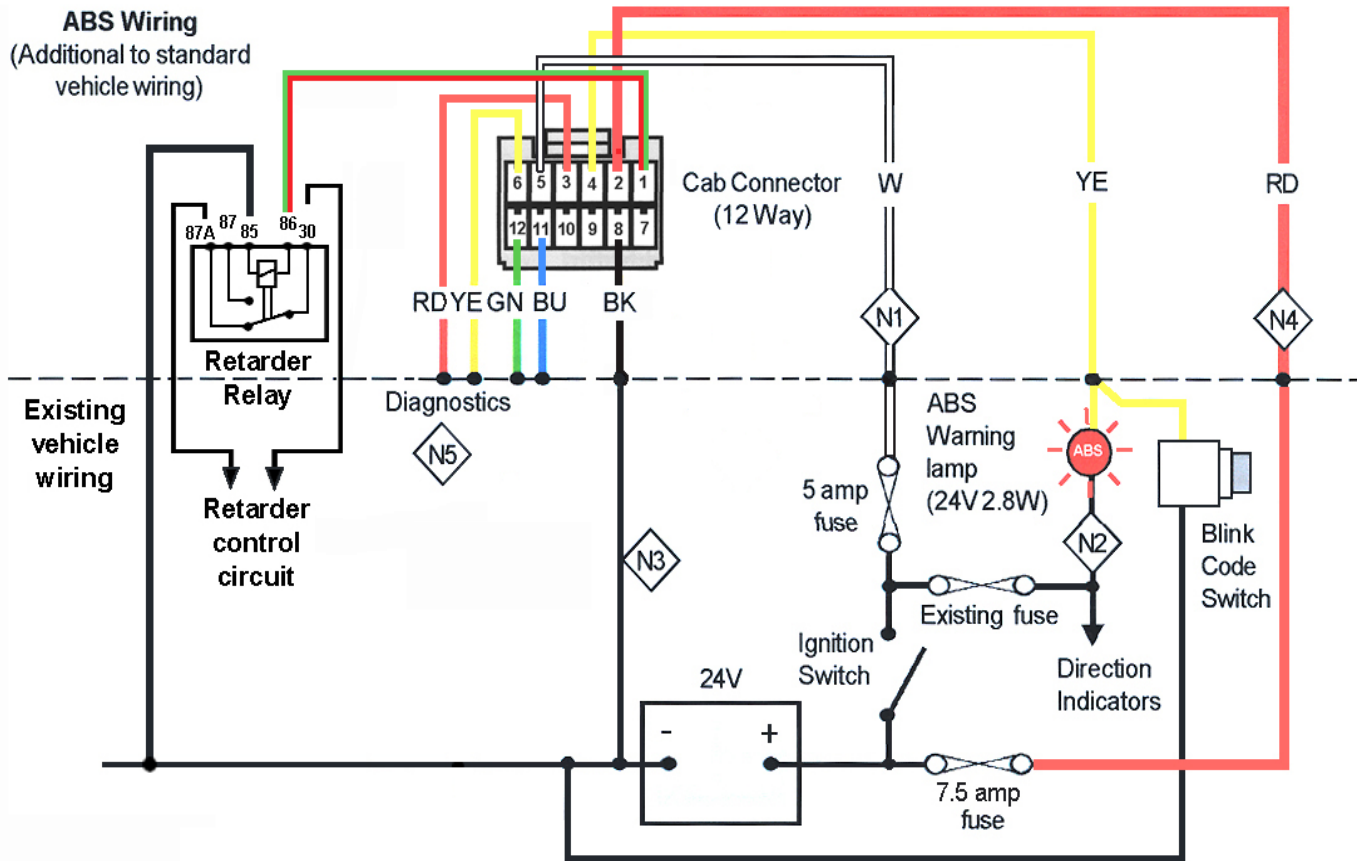 ABS Wiring
(Additional to standard
vehicle wiring)
6 5 3 4 2 1
12 11 10 9 8 7
Cab Connector
(12 Way)
W
YE
RD
87A 87 85 86 30
RD YE GN BU BK
N1
N4
Retarder
Relay
Diagnostics
N5
Existing
vehicle
wiring
Retarder
control
circuit
N3
5 amp
fuse
ABS
Warning
lamp
(24V 2.8W)
ABS
N2
Blink
Code
Switch
Existing fuse
Ignition
Switch
Direction
Indicators
24V
- +
7.5 amp
fuse